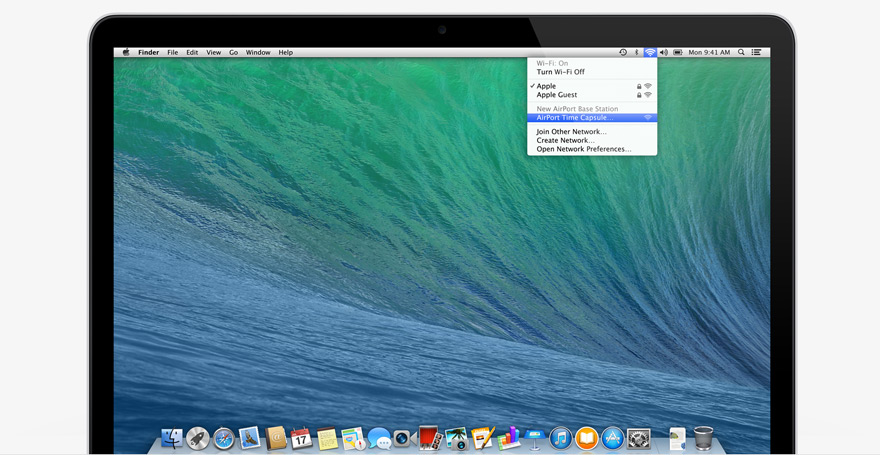 Finder File Edit View Go Window Help Mon 9:41 AM
Wi-Fi: On
Turn Wi-Fi Off
Apple
Apple Guest
New AirPort Base Station
AirPort Time Capsule...
Join Other Network...
Create Network...
Open Network Preferences...
17